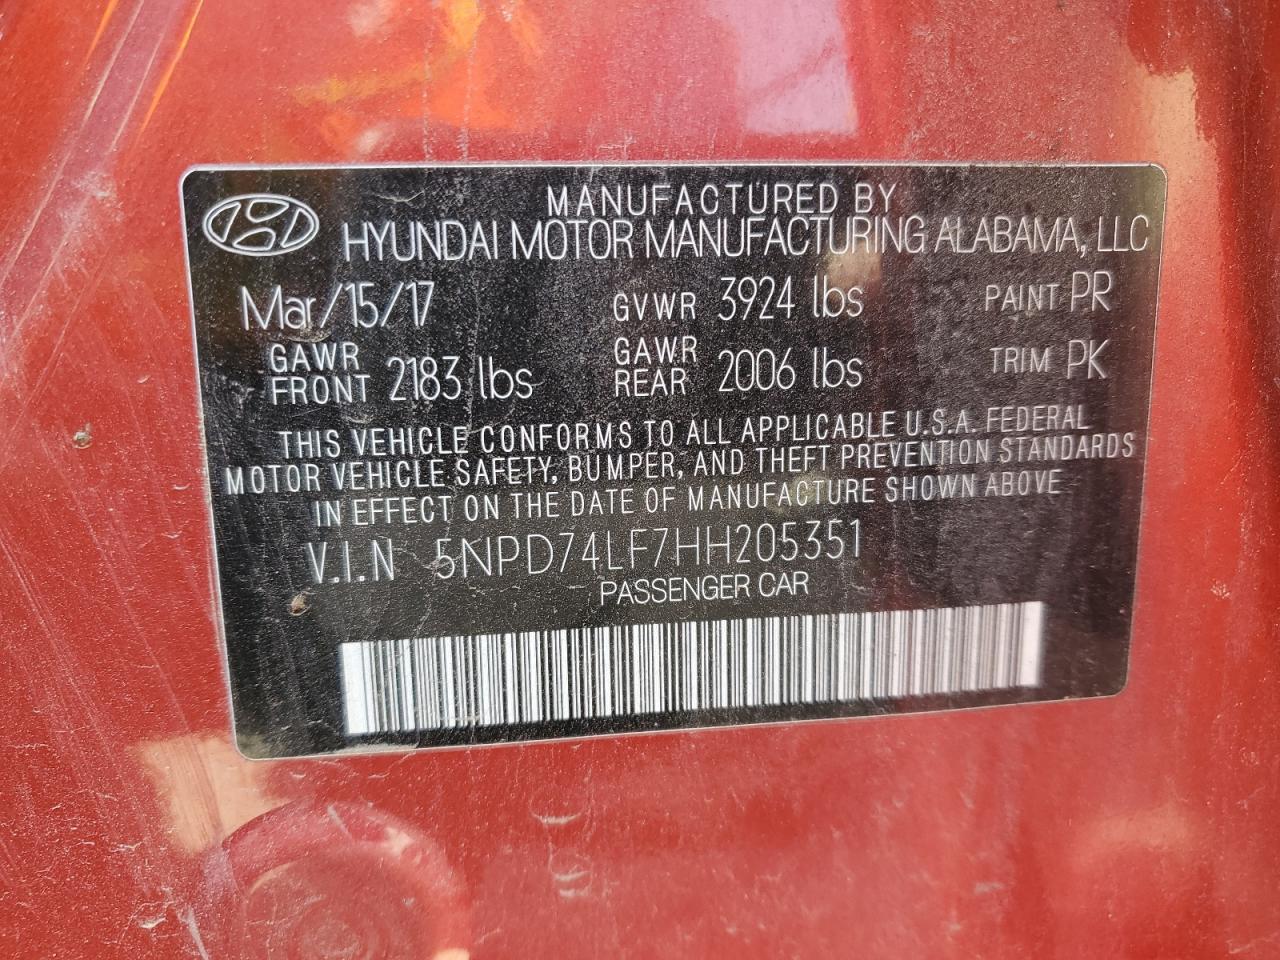 MANUFACTURED BY
HYUNDAI MOTOR MANUFACTURING ALABAMA, LLC
Mar/15/17 GVWR 3924 lbs PAINT PR
GAWR FRONT 2183 lbs GAWR REAR 2006 lbs TRIM PK
THIS VEHICLE CONFORMS TO ALL APPLICABLE U.S.A. FEDERAL
MOTOR VEHICLE SAFETY, BUMPER, AND THEFT PREVENTION STANDARDS
IN EFFECT ON THE DATE OF MANUFACTURE SHOWN ABOVE
V.I.N 5NPD74LF7HH205351
PASSENGER CAR